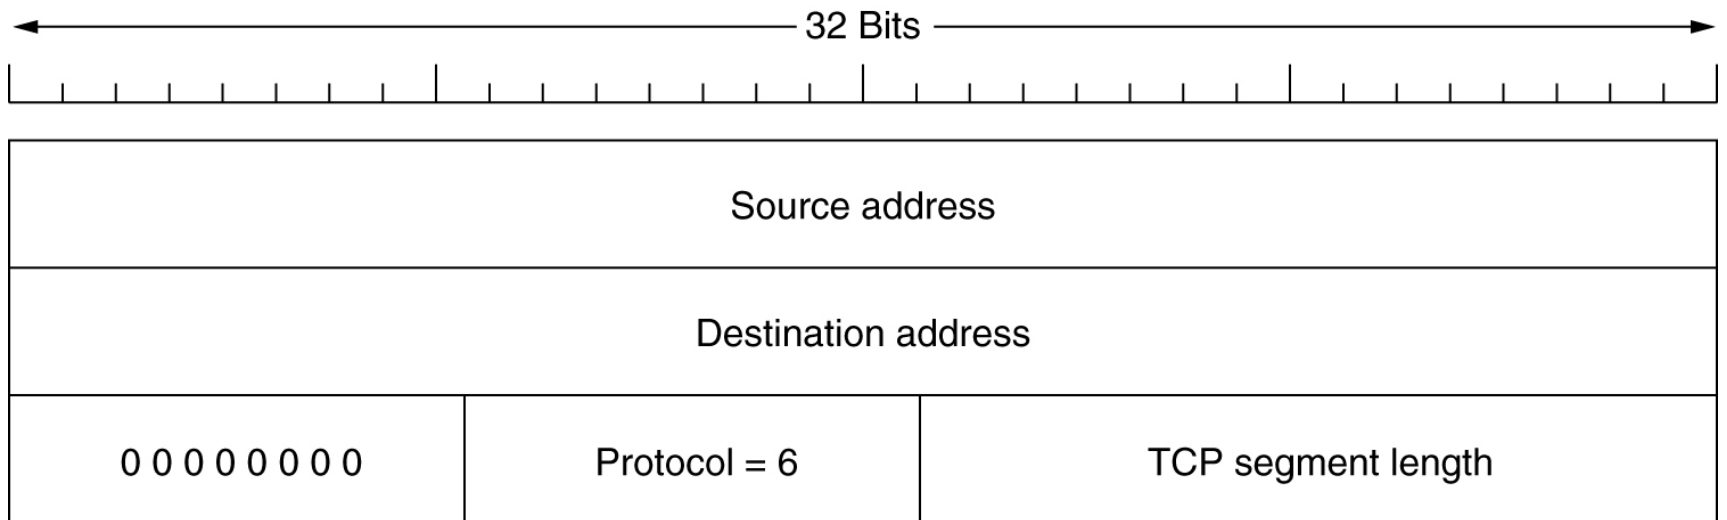 32 Bits
Source address
Destination address
0 0 0 0 0 0 0 0 Protocol = 6 TCP segment length